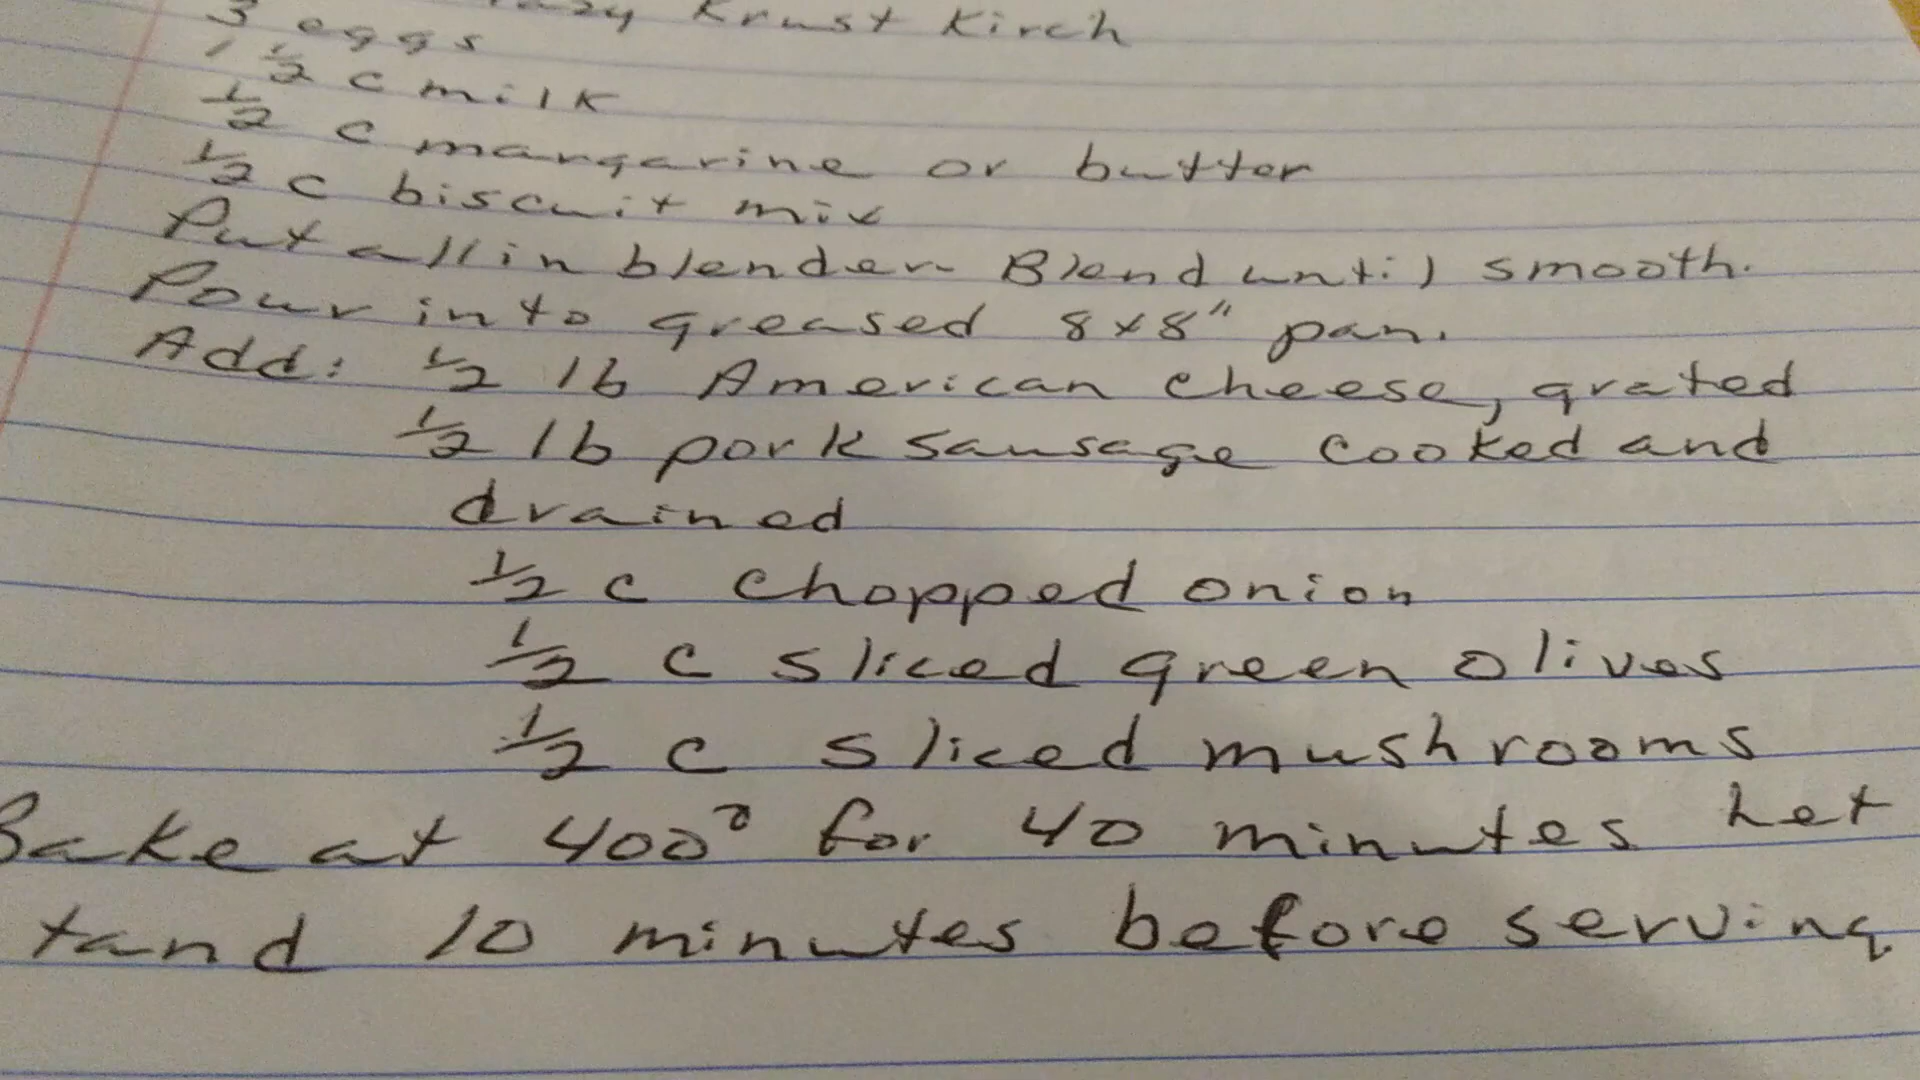 Krust Kirch
3 eggs
1 1/2 c milk
1/2 c margarine or butter
1/2 c biscuit mix
Put all in blender Blend until smooth.
Pour into greased 8x8" pan.
Add: 1/2 lb American cheese, grated
1/2 lb pork sausage cooked and
drained
1/2 c chopped onion
1/2 c sliced green olives
1/2 c sliced mushrooms
Bake at 400° for 40 minutes Let
tand 10 minutes before serving